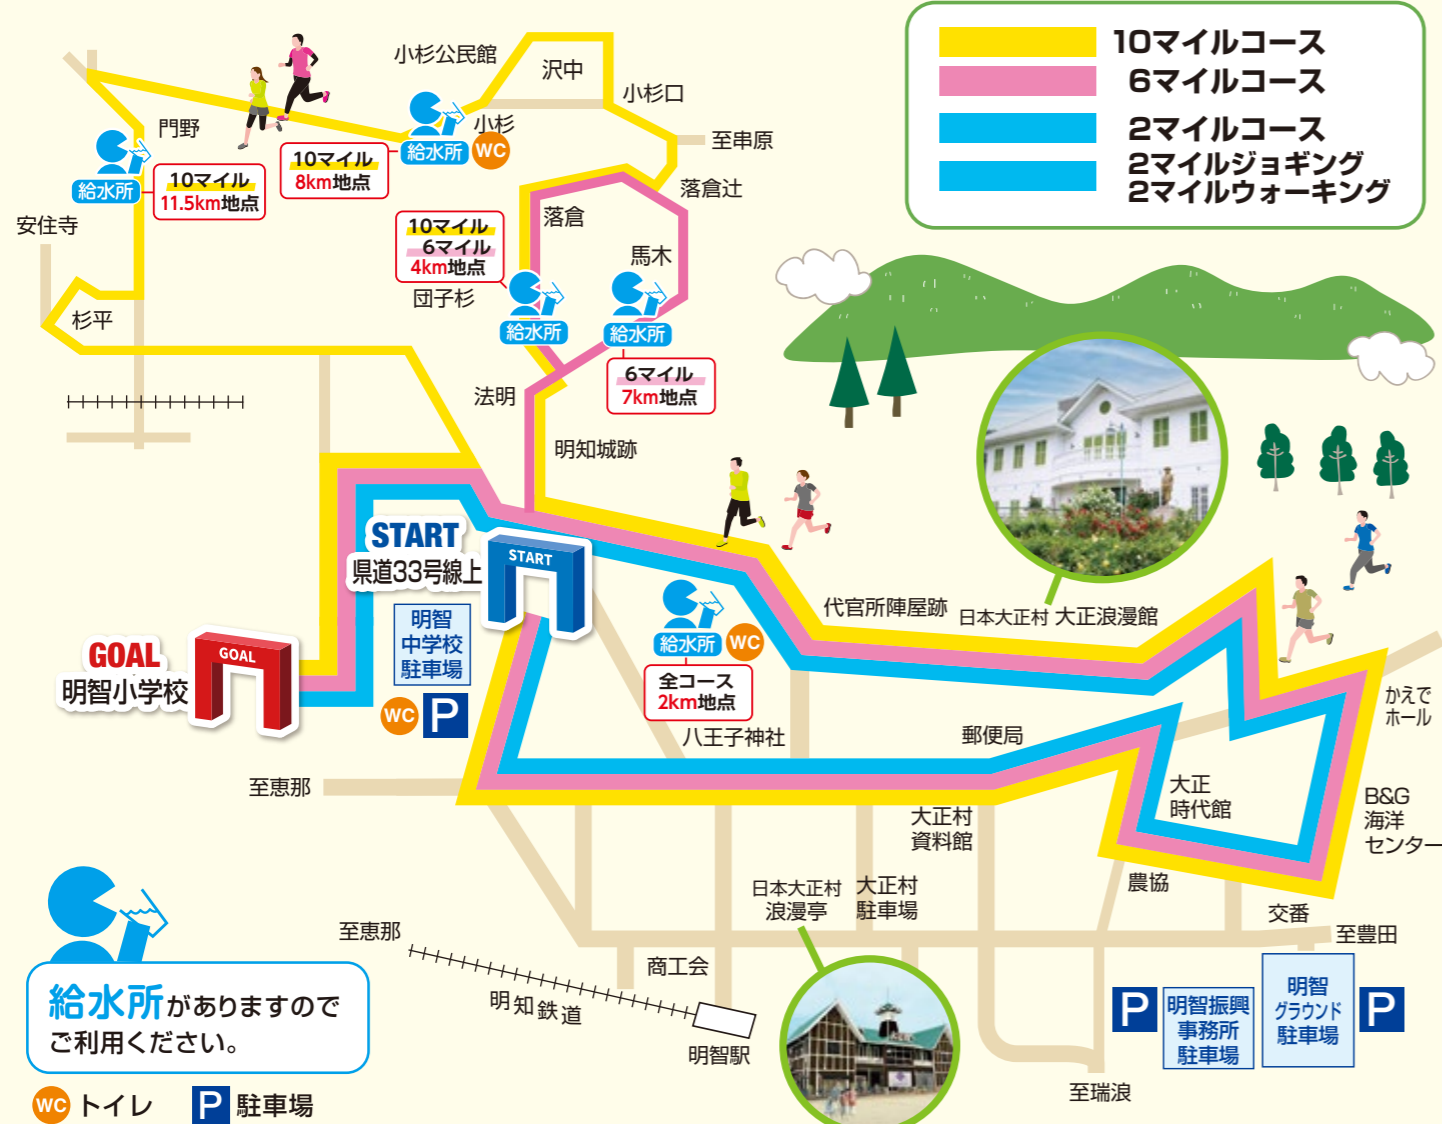 10マイルコース
6マイルコース
2マイルコース
2マイルジョギング
2マイルウォーキング
小杉公民館
沢中
小杉口
門野
小杉
給水所
WC
至串原
10マイル
8km地点
給水所
10マイル
11.5km地点
落倉辻
安住寺
落倉
10マイル
6マイル
4km地点
馬木
団子杉
杉平
給水所
給水所
6マイル
7km地点
法明
明知城跡
START
県道33号線上
START
明智
中学校
駐車場
WC
P
GOAL
明智小学校
GOAL
給水所
WC
全コース
2km地点
代官所陣屋跡
日本大正村 大正浪漫館
かえで
ホール
八王子神社
郵便局
至恵那
大正
時代館
B&G
海洋
センター
大正村
資料館
農協
日本大正村
浪漫亭
大正村
駐車場
交番
至豊田
至恵那
商工会
明知鉄道
明智駅
P
明智振興
事務所
駐車場
明智
グラウンド
駐車場
P
至瑞浪
給水所がありますので
ご利用ください。
WC トイレ
P 駐車場